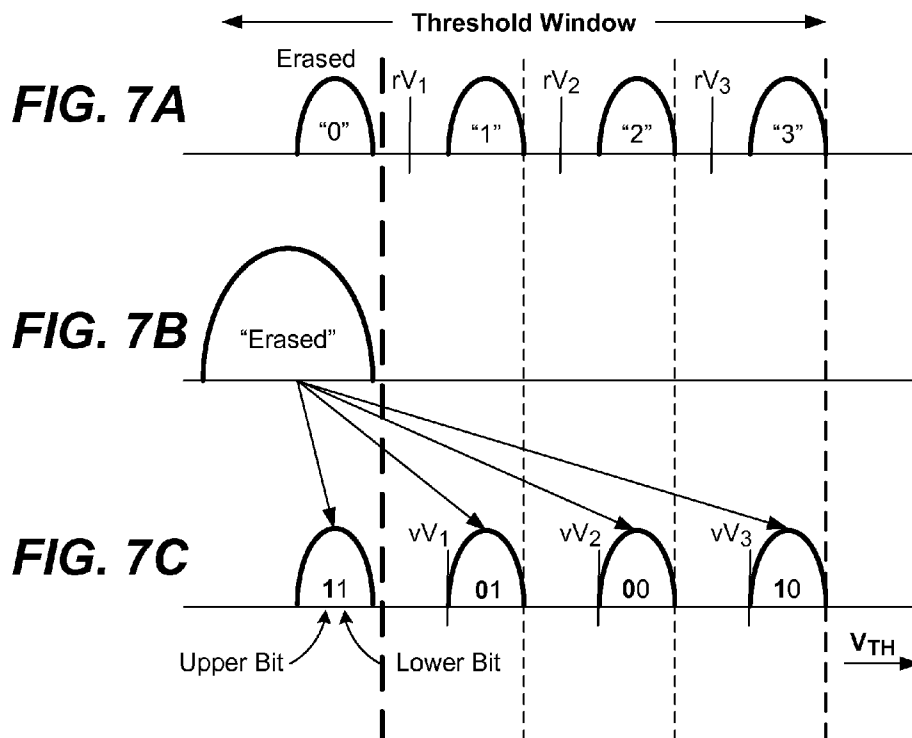 Threshold Window
Erased
FIG. 7A
rV1
rV2
rV3
“0”
“1”
“2”
“3”
FIG. 7B
“Erased”
FIG. 7C
vV1
vV2
vV3
11
01
00
10
Upper Bit
Lower Bit
VTH